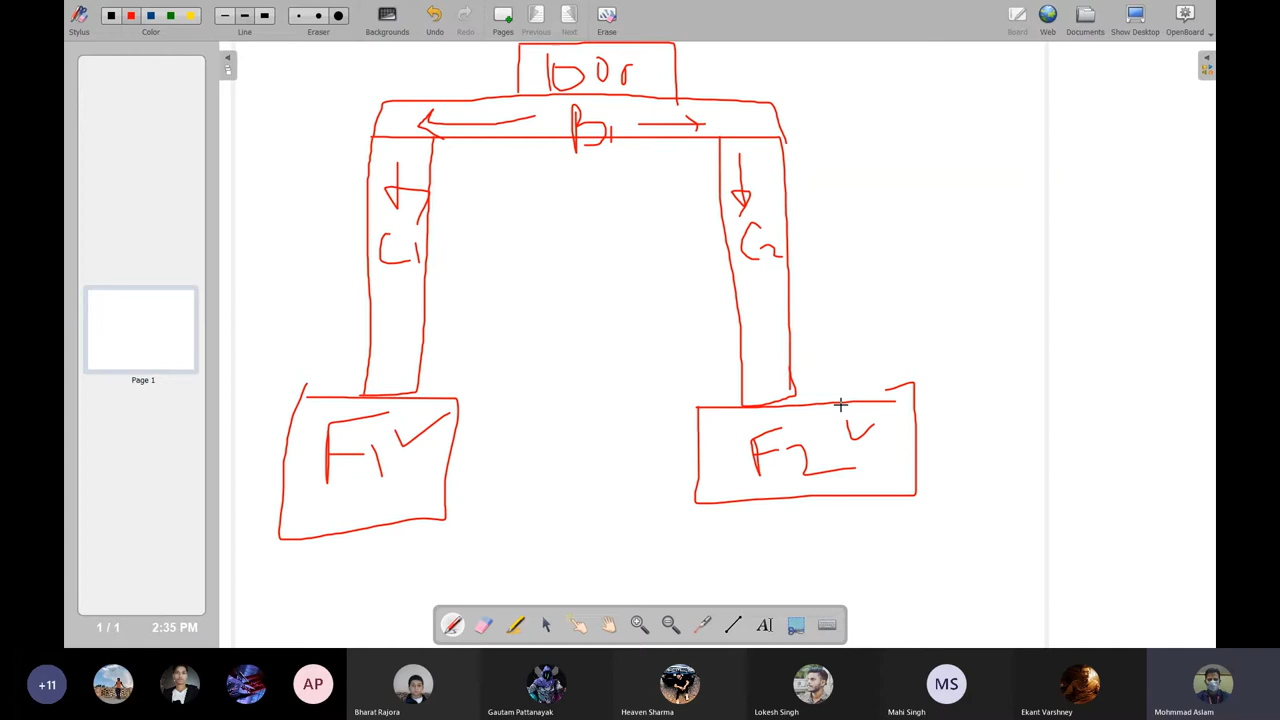 Stylus Color Line Eraser Backgrounds Undo Redo Pages Previous Next Erase Board Web Documents Show Desktop OpenBoard
B1
C1
C2
F1
F2
Page 1
1 / 1 2:35 PM
AI
+11 AP MS
Bharat Rajora Gautam Pattanayak Heaven Sharma Lokesh Singh Mahi Singh Ekant Varshney Mohmmad Aslam